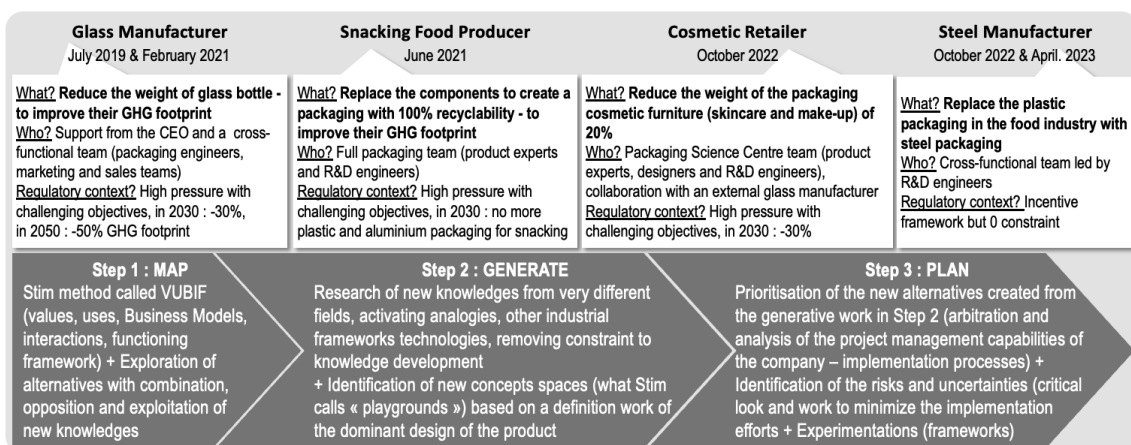 Glass Manufacturer
July 2019 & February 2021
What? Reduce the weight of glass bottle -
to improve their GHG footprint
Who? Support from the CEO and a cross-
functional team (packaging engineers,
marketing and sales teams)
Regulatory context? High pressure with
challenging objectives, in 2030 : -30%,
in 2050 : -50% GHG footprint
Snacking Food Producer
June 2021
What? Replace the components to create a
packaging with 100% recyclability - to
improve their GHG footprint
Who? Full packaging team (product experts
and R&D engineers)
Regulatory context? High pressure with
challenging objectives, in 2030 : no more
plastic and aluminium packaging for snacking
Cosmetic Retailer
October 2022
What? Reduce the weight of the packaging
cosmetic furniture (skincare and make-up) of
20%
Who? Packaging Science Centre team (product
experts, designers and R&D engineers),
collaboration with an external glass manufacturer
Regulatory context? High pressure with
challenging objectives, in 2030 : -30%
Steel Manufacturer
October 2022 & April. 2023
What? Replace the plastic
packaging in the food industry with
steel packaging
Who? Cross-functional team led by
R&D engineers
Regulatory context? Incentive
framework but 0 constraint
Step 1 : MAP
Stim method called VUBIF
(values, uses, Business Models,
interactions, functioning
framework) + Exploration of
alternatives with combination,
opposition and exploitation of
new knowledges
Step 2 : GENERATE
Research of new knowledges from very different
fields, activating analogies, other industrial
frameworks technologies, removing constraint to
knowledge development
+ Identification of new concepts spaces (what Stim
calls « playgrounds ») based on a definition work of
the dominant design of the product
Step 3 : PLAN
Prioritisation of the new alternatives created from
the generative work in Step 2 (arbitration and
analysis of the project management capabilities of
the company – implementation processes) +
Identification of the risks and uncertainties (critical
look and work to minimize the implementation
efforts + Experimentations (frameworks)